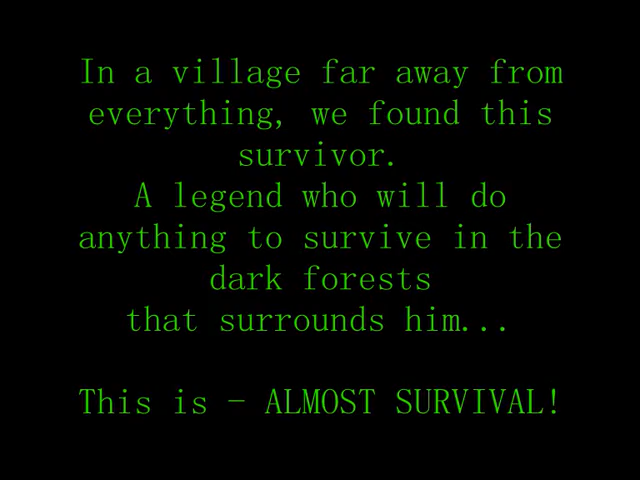 In a village far away from
everything, we found this
survivor.
A legend who will do
anything to survive in the
dark forests
that surrounds him...
This is - ALMOST SURVIVAL!